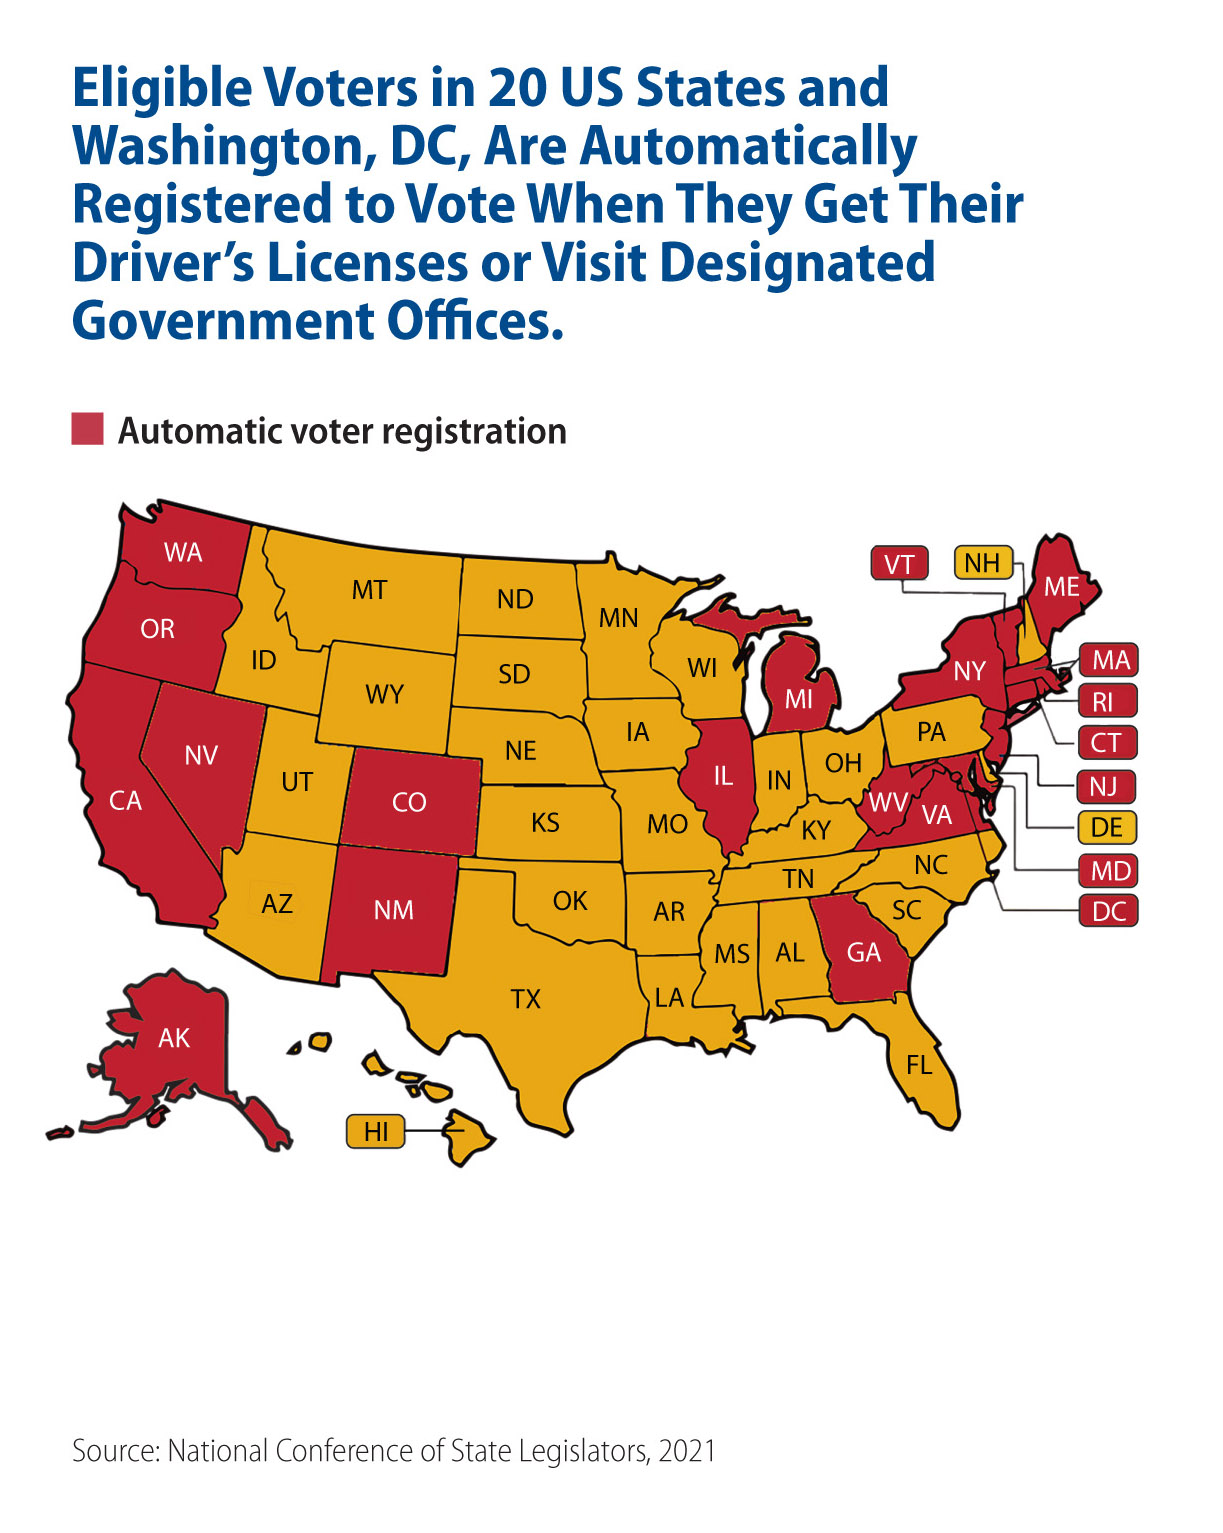 Eligible Voters in 20 US States and
Washington, DC, Are Automatically
Registered to Vote When They Get Their
Driver’s Licenses or Visit Designated
Government Offices.
Automatic voter registration
WA
OR
CA
NV
ID
MT
WY
UT
AZ
CO
NM
ND
SD
NE
KS
OK
TX
MN
IA
MO
AR
LA
WI
IL
MI
IN
OH
KY
TN
MS
AL
GA
FL
SC
NC
VA
WV
PA
NY
VT
NH
ME
MA
RI
CT
NJ
DE
MD
DC
AK
HI
Source: National Conference of State Legislators, 2021